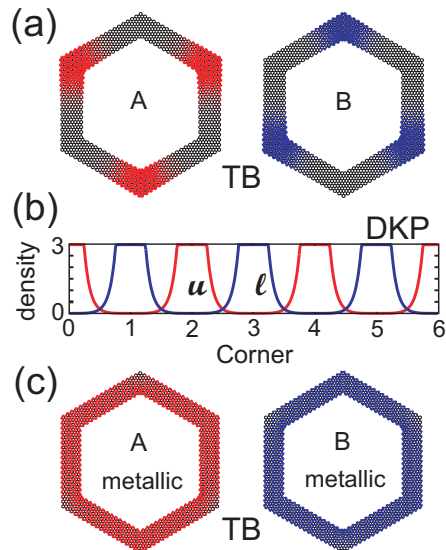 (a)
A
B
TB
(b)
DKP
density
3
0
u
ℓ
0 1 2 3 4 5 6
Corner
(c)
A
metallic
B
metallic
TB